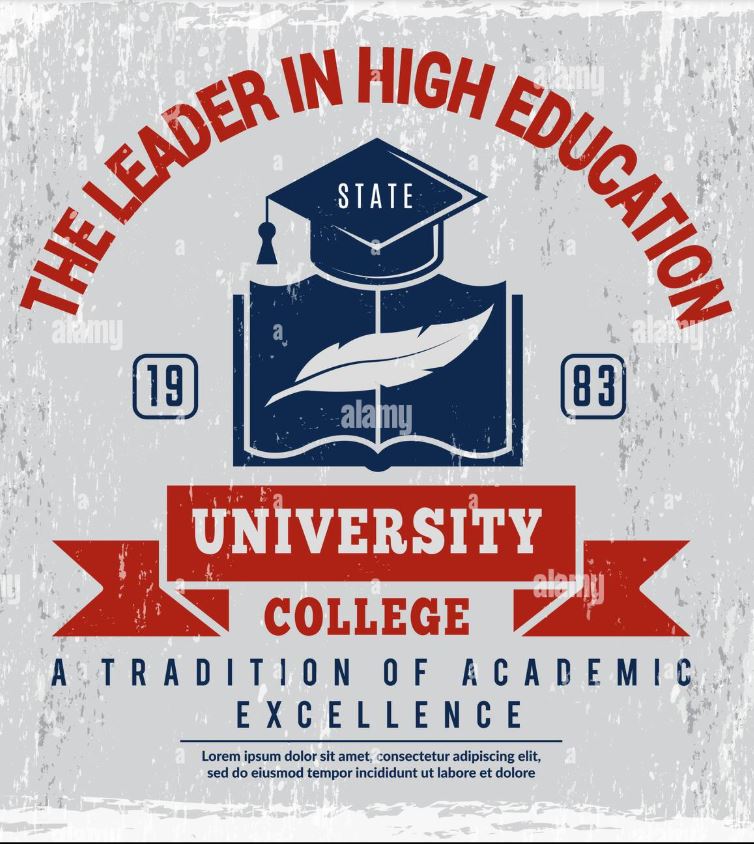 THE LEADER IN HIGH EDUCATION
STATE
19 83
alamy
UNIVERSITY
COLLEGE
A TRADITION OF ACADEMIC
EXCELLENCE
Lorem ipsum dolor sit amet, consectetur adipiscing elit,
sed do eiusmod tempor incididunt ut labore et dolore